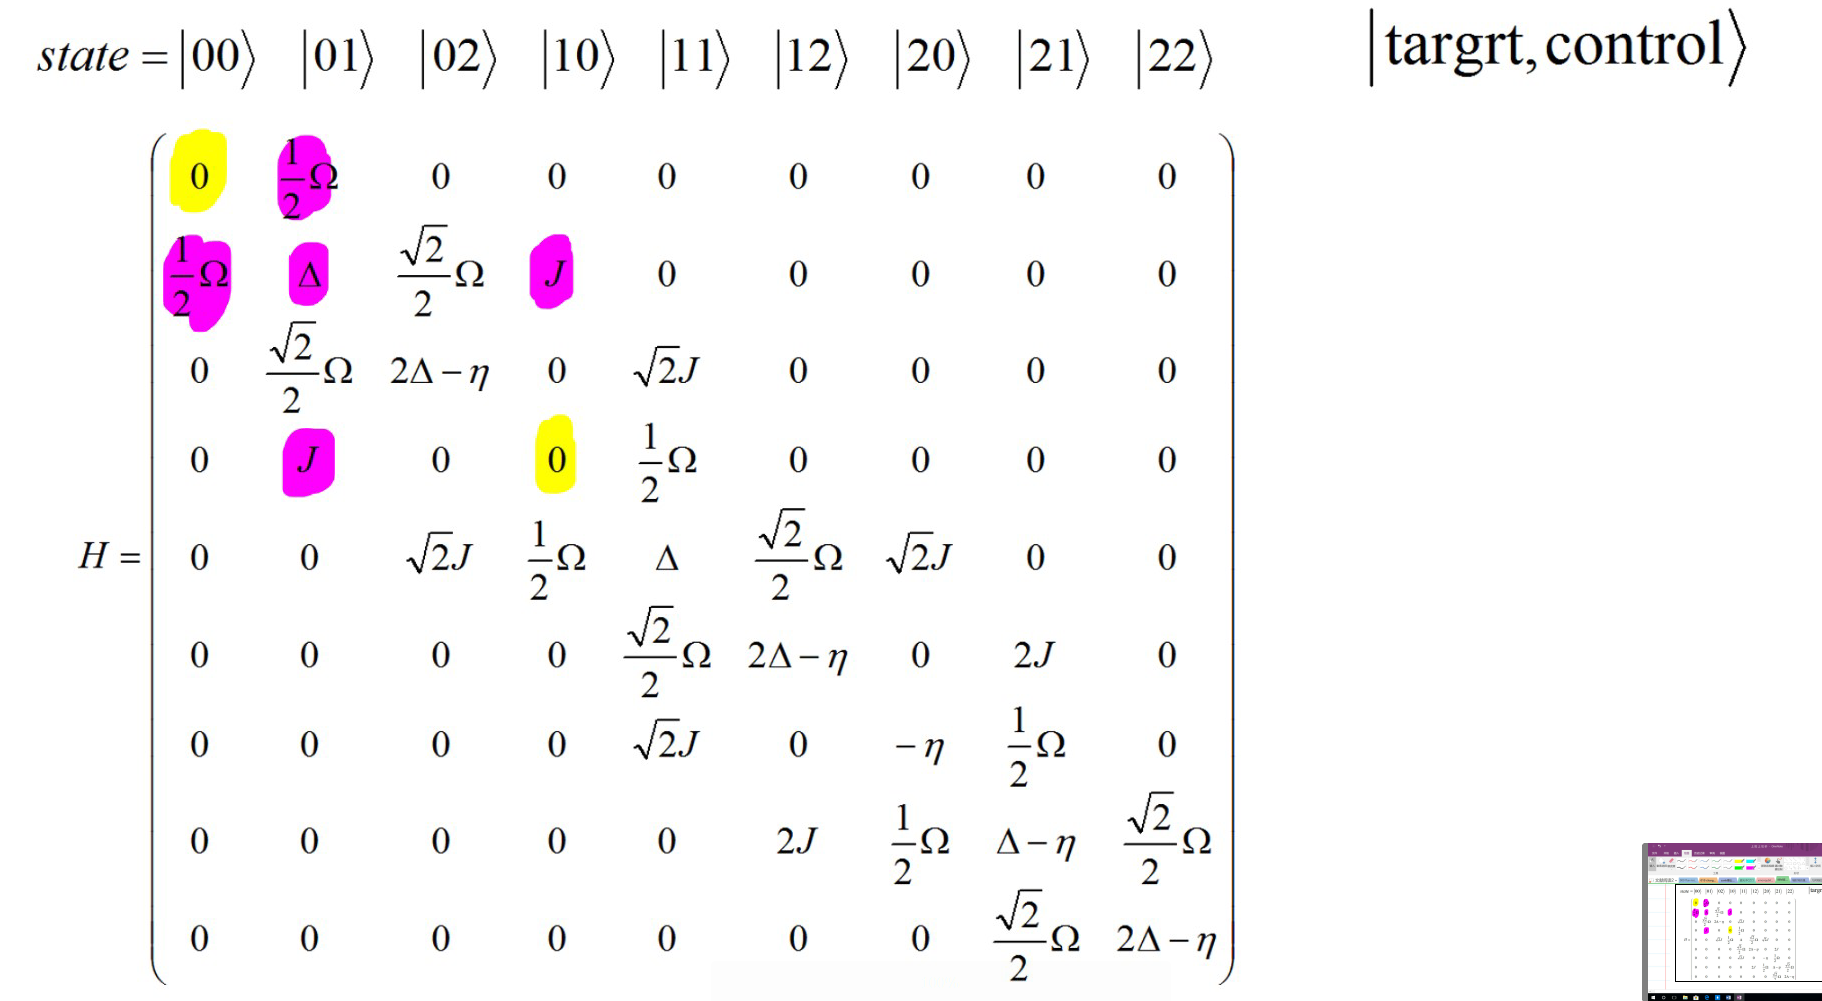 state = |00⟩ |01⟩ |02⟩ |10⟩ |11⟩ |12⟩ |20⟩ |21⟩ |22⟩ |targrt, control⟩
0 1/2 Ω 0 0 0 0 0 0 0
1/2 Ω Δ √2/2 Ω J 0 0 0 0 0
0 √2/2 Ω 2Δ − η 0 √2J 0 0 0 0
0 J 0 0 1/2 Ω 0 0 0 0
H = 0 0 √2J 1/2 Ω Δ √2/2 Ω √2J 0 0
0 0 0 0 √2/2 Ω 2Δ − η 0 2J 0
0 0 0 0 √2J 0 − η 1/2 Ω 0
0 0 0 0 0 2J 1/2 Ω Δ − η √2/2 Ω
0 0 0 0 0 0 0 √2/2 Ω 2Δ − η